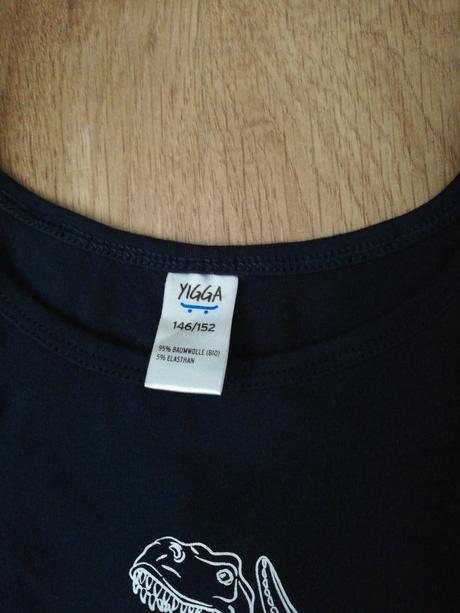 YIGGA
146/152
95% BAUMWOLLE (BIO)
5% ELASTHAN